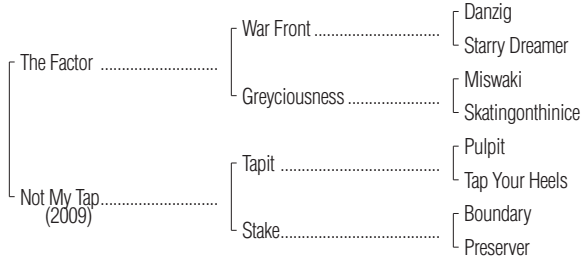 Danzig
War Front
Starry Dreamer
The Factor
Miswaki
Greyciousness
Skatingonthinice
Pulpit
Tapit
Tap Your Heels
Not My Tap
(2009)
Boundary
Stake
Preserver